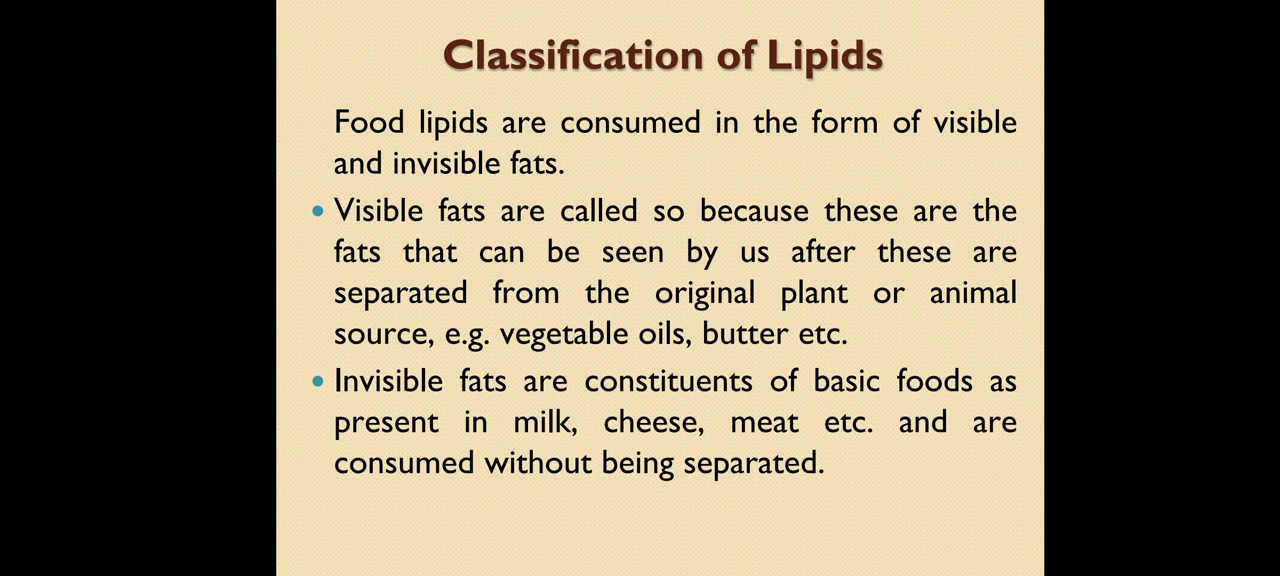 Classification of Lipids
Food lipids are consumed in the form of visible
and invisible fats.
• Visible fats are called so because these are the
fats that can be seen by us after these are
separated from the original plant or animal
source, e.g. vegetable oils, butter etc.
• Invisible fats are constituents of basic foods as
present in milk, cheese, meat etc. and are
consumed without being separated.